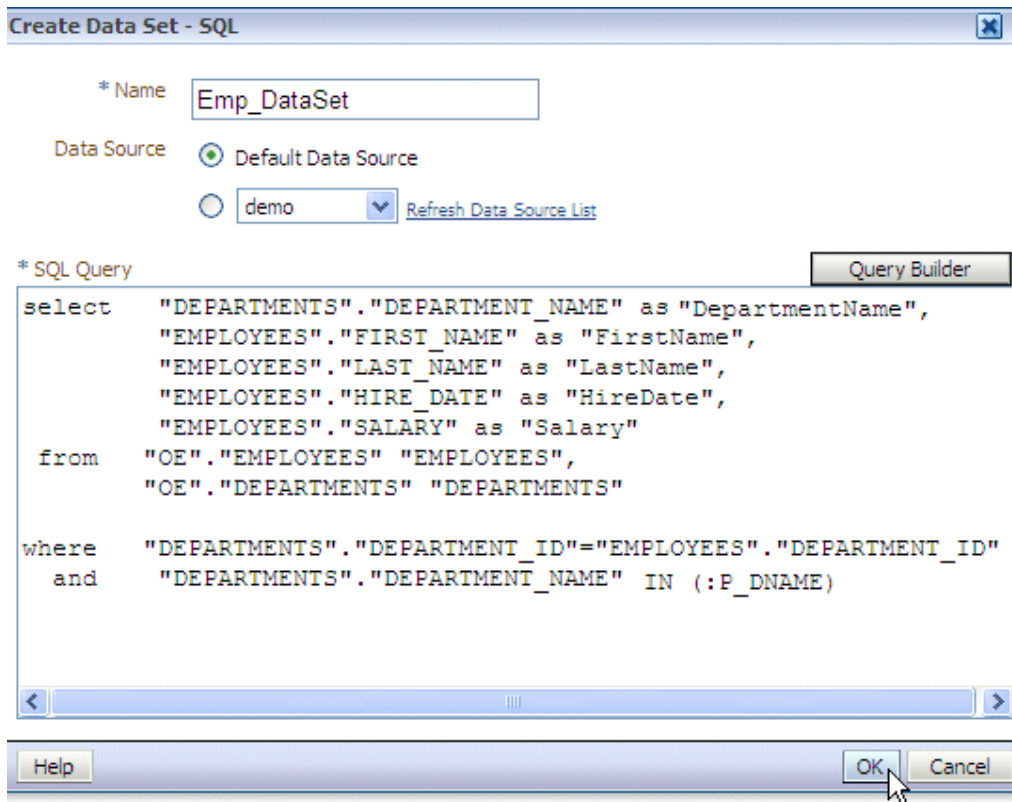 Create Data Set - SQL
* Name
Emp_DataSet
Data Source
Default Data Source
demo
Refresh Data Source List
* SQL Query
Query Builder
select "DEPARTMENTS"."DEPARTMENT_NAME" as "DepartmentName",
"EMPLOYEES"."FIRST_NAME" as "FirstName",
"EMPLOYEES"."LAST_NAME" as "LastName",
"EMPLOYEES"."HIRE_DATE" as "HireDate",
"EMPLOYEES"."SALARY" as "Salary"
from "OE"."EMPLOYEES" "EMPLOYEES",
"OE"."DEPARTMENTS" "DEPARTMENTS"
where "DEPARTMENTS"."DEPARTMENT_ID"="EMPLOYEES"."DEPARTMENT_ID"
and "DEPARTMENTS"."DEPARTMENT_NAME" IN (:P_DNAME)
Help
OK
Cancel